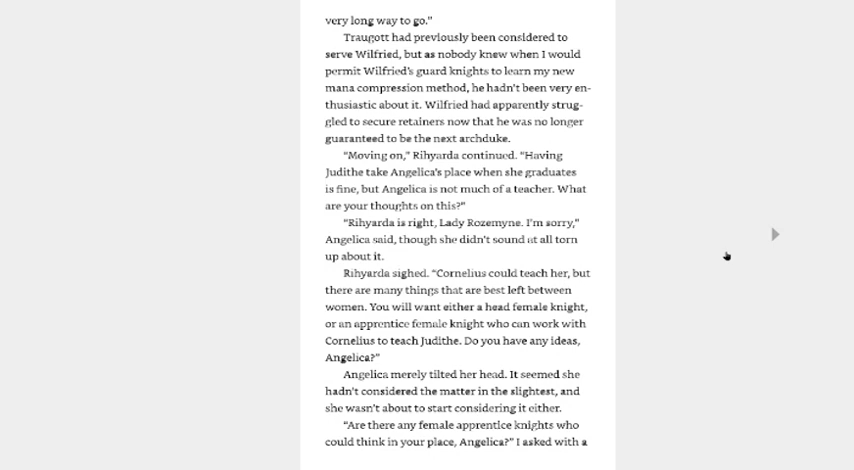 very long way to go.”
Traugott had previously been considered to
serve Wilfried, but as nobody knew when I would
permit Wilfried’s guard knights to learn my new
mana compression method, he hadn’t been very en-
thusiastic about it. Wilfried had apparently strug-
gled to secure retainers now that he was no longer
guaranteed to be the next archduke.
“Moving on,” Rihyarda continued. “Having
Judithe take Angelica’s place when she graduates
is fine, but Angelica is not much of a teacher. What
are your thoughts on this?”
“Rihyarda is right, Lady Rozemyne. I’m sorry,”
Angelica said, though she didn’t sound at all torn
up about it.
Rihyarda sighed. “Cornelius could teach her, but
there are many things that are best left between
women. You will want either a head female knight,
or an apprentice female knight who can work with
Cornelius to teach Judithe. Do you have any ideas,
Angelica?”
Angelica merely tilted her head. It seemed she
hadn’t considered the matter in the slightest, and
she wasn’t about to start considering it either.
“Are there any female apprentice knights who
could think in your place, Angelica?” I asked with a